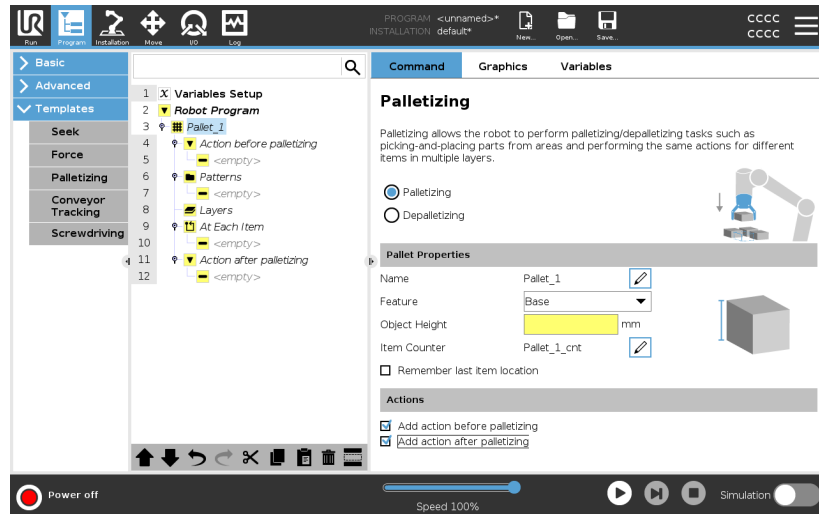 PROGRAM <unnamed>*
INSTALLATION default*
cccc
cccc
UR
Run Program Installation Move I/O Log New... Open... Save...
Basic
Advanced
Templates
Seek
Force
Palletizing
Conveyor
Tracking
Screwdriving
1 X Variables Setup
2 Robot Program
3 Pallet_1
4 Action before palletizing
5 <empty>
6 Patterns
7 <empty>
8 Layers
9 At Each Item
10 <empty>
11 Action after palletizing
12 <empty>
Command Graphics Variables
Palletizing
Palletizing allows the robot to perform palletizing/depalletizing tasks such as
picking-and-placing parts from areas and performing the same actions for different
items in multiple layers.
Palletizing
Depalletizing
Pallet Properties
Name Pallet_1
Feature Base
Object Height mm
Item Counter Pallet_1_cnt
Remember last item location
Actions
Add action before palletizing
Add action after palletizing
Power off
Speed 100%
Simulation